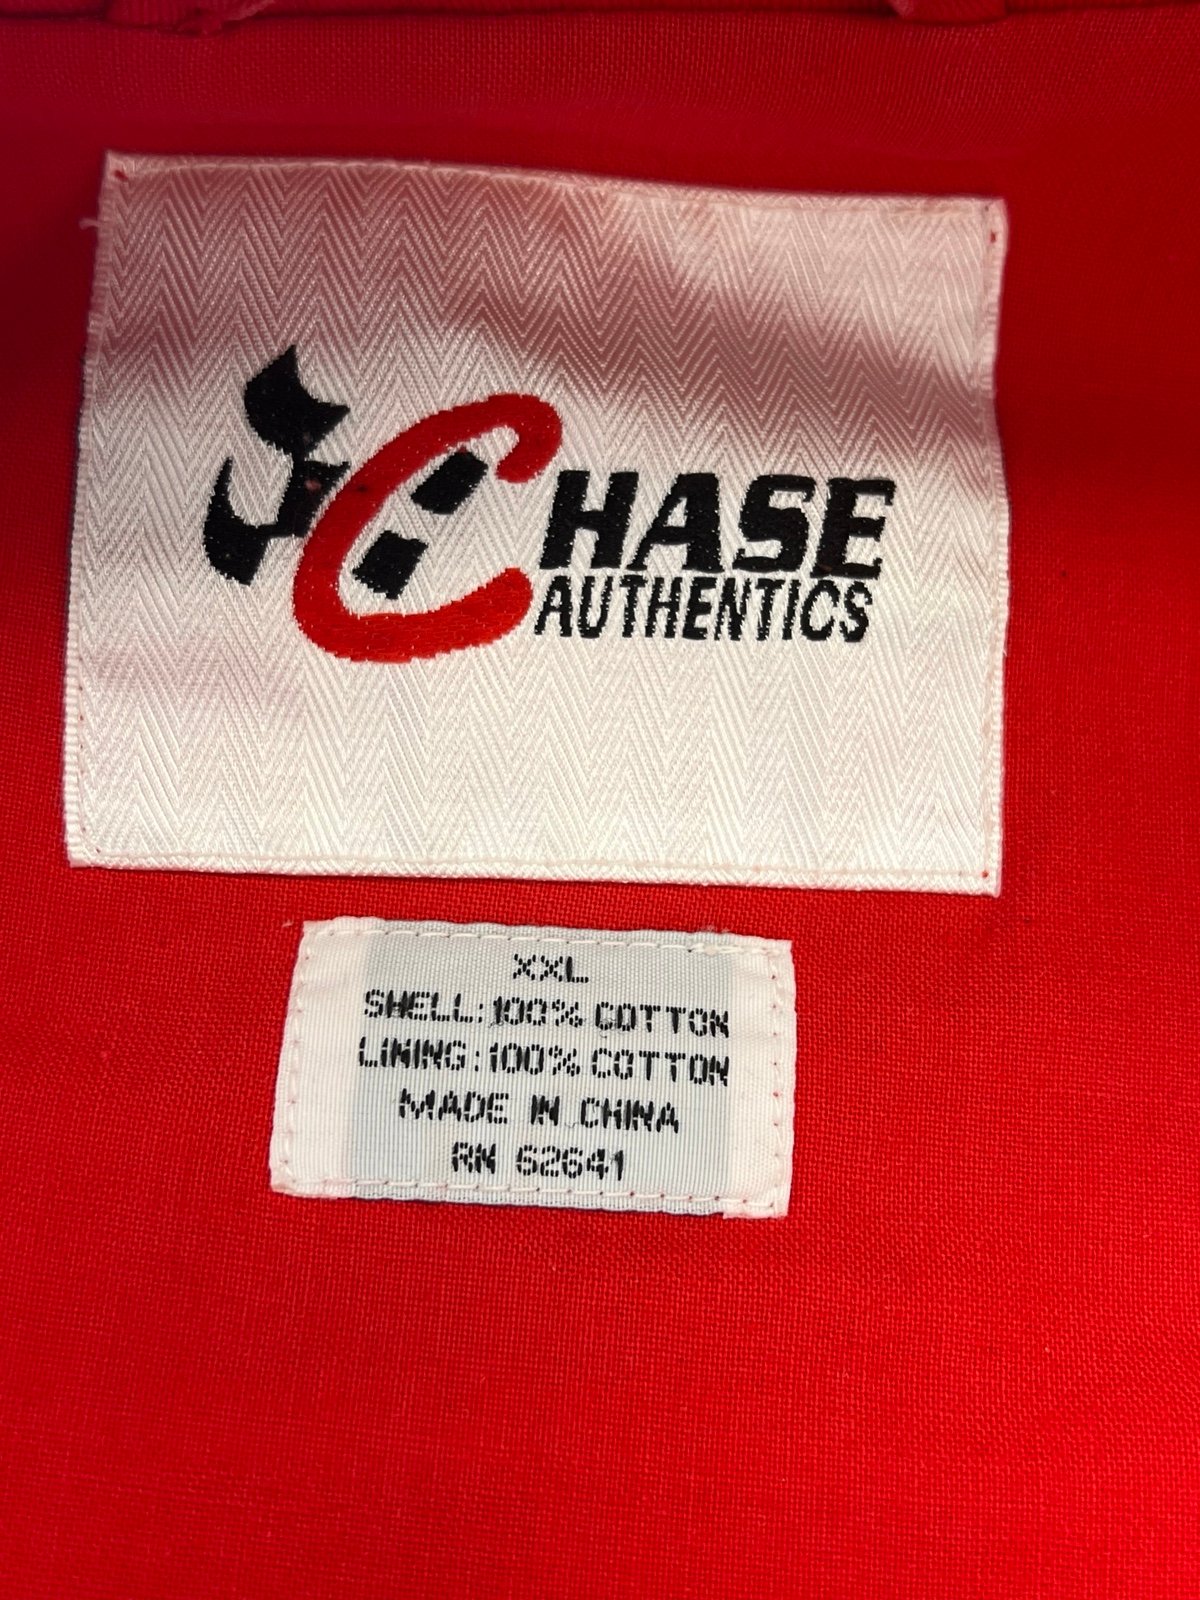 CHASE
AUTHENTICS
XXL
SHELL: 100% COTTON
LINING: 100% COTTON
MADE IN CHINA
RN 62641